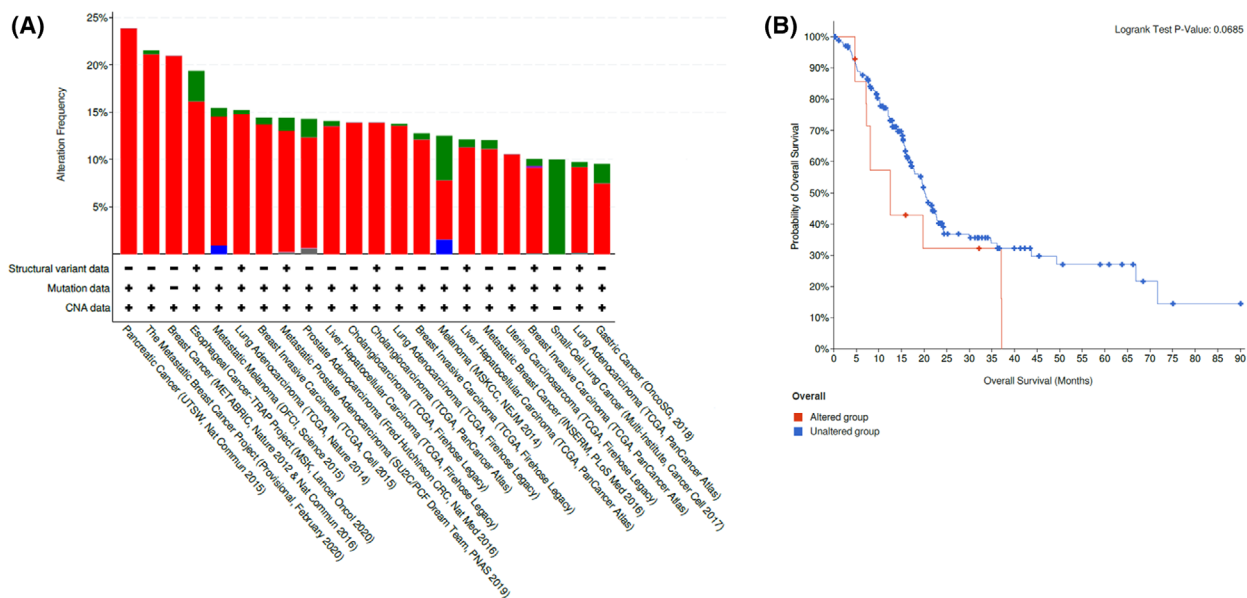 (A)
25%
20%
15%
10%
5%
Alteration Frequency
Structural variant data - - - + - + - + - - - + - - - + - - + - + -
Mutation data + + - + + + + + + + + + + + + + + + + + + +
CNA data + + + + + + + + + + + + + + + + + + + - + +
Pancreatic Cancer (UTSW, Nat Commun 2015)
The Metastatic Breast Cancer Project (Provisional, February 2020)
Breast Cancer (METABRIC, Nature 2012 & Nat Commun 2016)
Esophageal Cancer-TRAP Project (MSK, Lancet Oncol 2020)
Metastatic Melanoma (DFCI, Science 2015)
Lung Adenocarcinoma (TCGA, Nature 2014)
Breast Invasive Carcinoma (TCGA, Cell 2015)
Metastatic Prostate Adenocarcinoma (SU2C/PCF Dream Team, PNAS 2019)
Prostate Adenocarcinoma (Fred Hutchinson CRC, Nat Med 2016)
Liver Hepatocellular Carcinoma (TCGA, Firehose Legacy)
Cholangiocarcinoma (TCGA, Firehose Legacy)
Cholangiocarcinoma (TCGA, PanCancer Atlas)
Lung Adenocarcinoma (TCGA, Firehose Legacy)
Breast Invasive Carcinoma (TCGA, Firehose Legacy)
Melanoma (MSKCC, NEJM 2014)
Liver Hepatocellular Carcinoma (TCGA, PanCancer Atlas)
Metastatic Breast Cancer (INSERM, PLoS Med 2016)
Uterine Carcinosarcoma (TCGA, Firehose Legacy)
Breast Invasive Carcinoma (TCGA, PanCancer Atlas)
Small-Cell Lung Cancer (Multi-Institute, Cancer Cell 2017)
Lung Adenocarcinoma (TCGA, PanCancer Atlas)
Gastric Cancer (OncoSG, 2018)
(B)
Logrank Test P-Value: 0.0685
100%
90%
80%
70%
60%
50%
40%
30%
20%
10%
0%
Probability of Overall Survival
0 5 10 15 20 25 30 35 40 45 50 55 60 65 70 75 80 85 90
Overall Survival (Months)
Overall
Altered group
Unaltered group